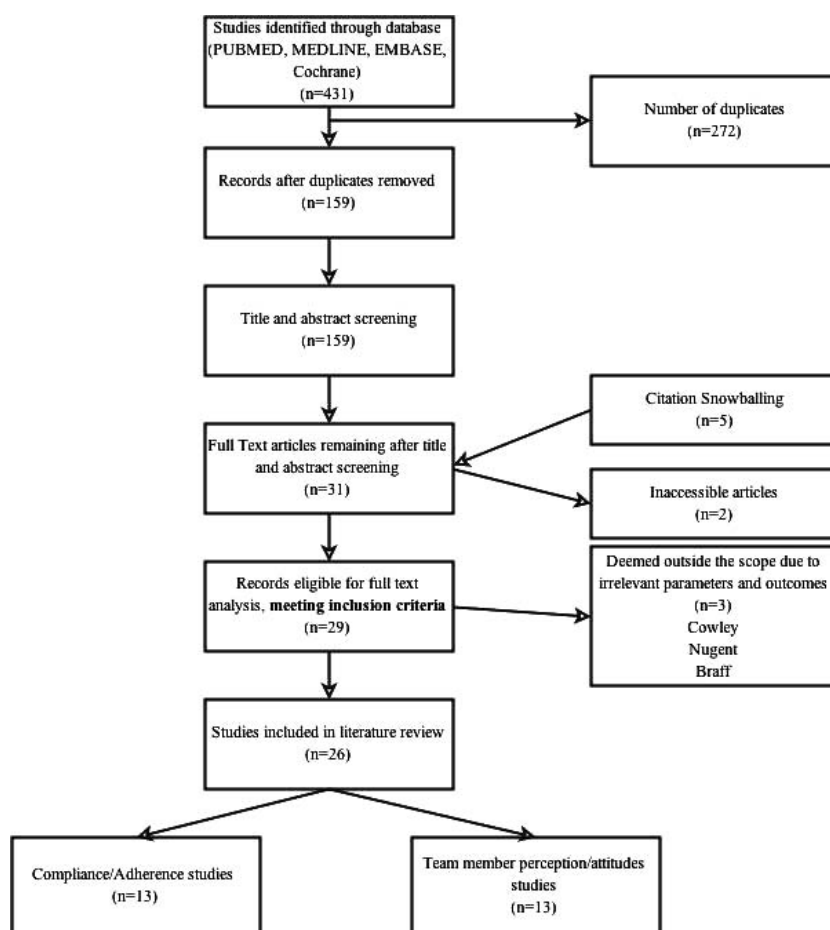 Studies identified through database
(PUBMED, MEDLINE, EMBASE,
Cochrane)
(n=431)
Number of duplicates
(n=272)
Records after duplicates removed
(n=159)
Title and abstract screening
(n=159)
Citation Snowballing
(n=5)
Full Text articles remaining after title
and abstract screening
(n=31)
Inaccessible articles
(n=2)
Records eligible for full text
analysis, meeting inclusion criteria
(n=29)
Deemed outside the scope due to
irrelevant parameters and outcomes
(n=3)
Cowley
Nugent
Braff
Studies included in literature review
(n=26)
Compliance/Adherence studies
(n=13)
Team member perception/attitudes
studies
(n=13)